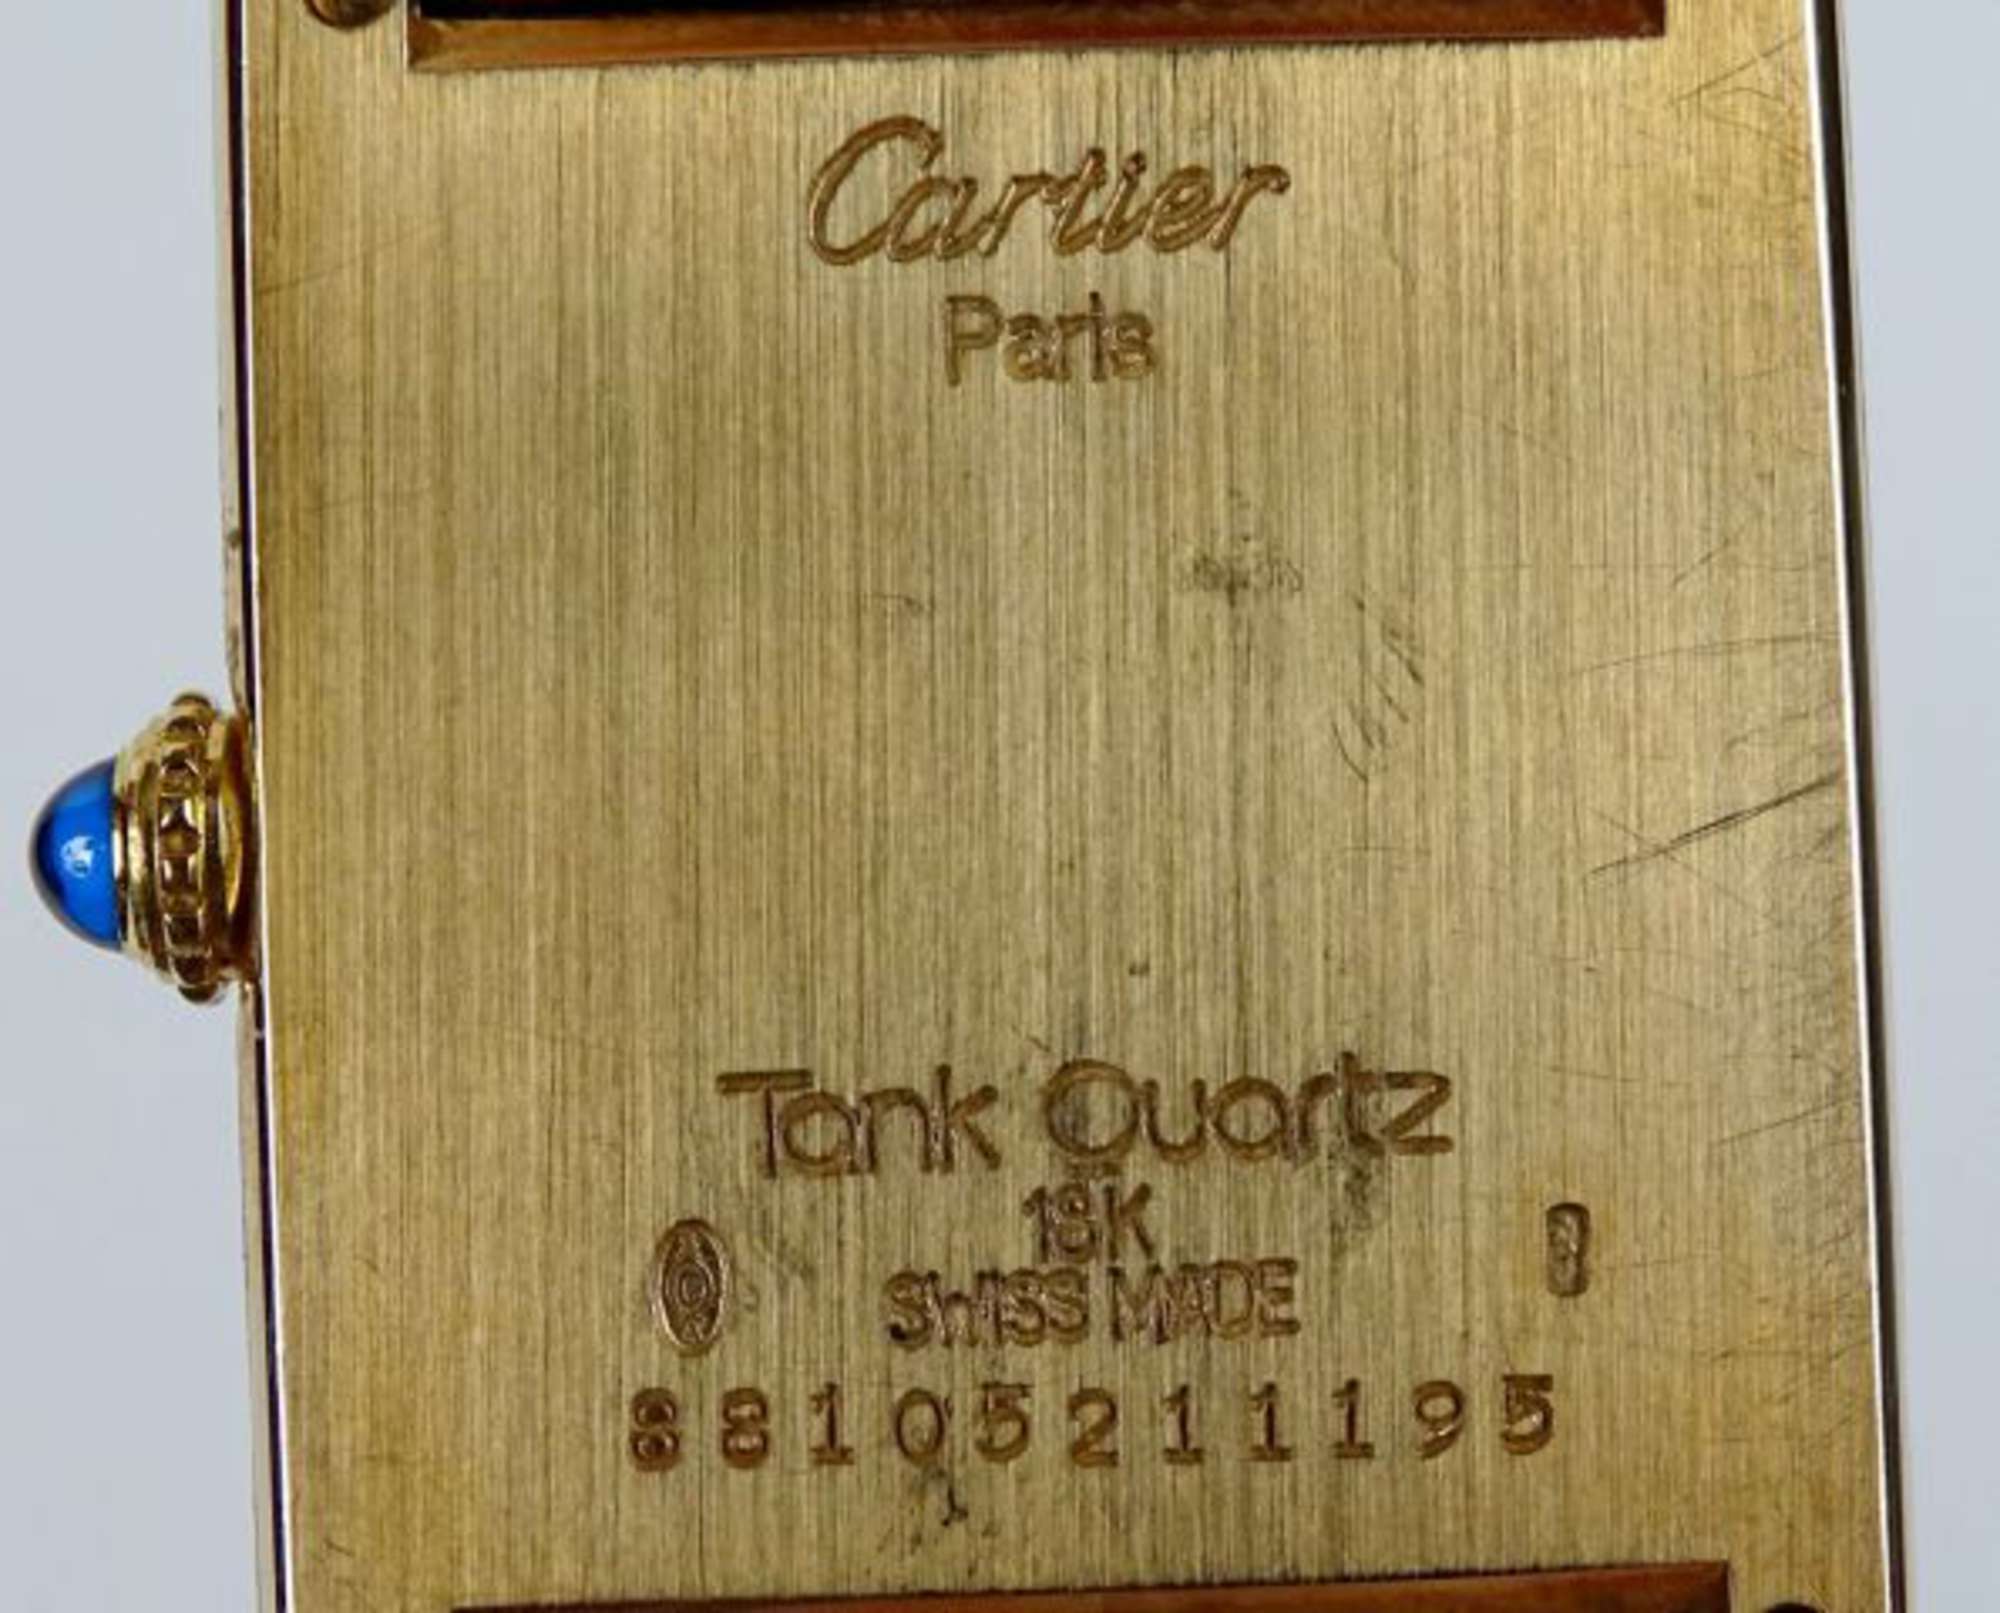 Cartier
Paris
Tank Quartz
18K
SWISS MADE
88105211195